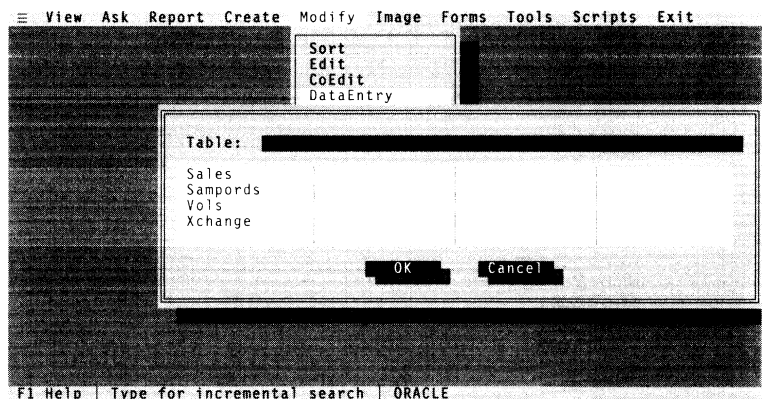 ≡ View Ask Report Create Modify Image Forms Tools Scripts Exit
Sort
Edit
CoEdit
DataEntry
Table:
Sales
Sampords
Vols
Xchange
OK Cancel
F1 Help | Type for incremental search | ORACLE